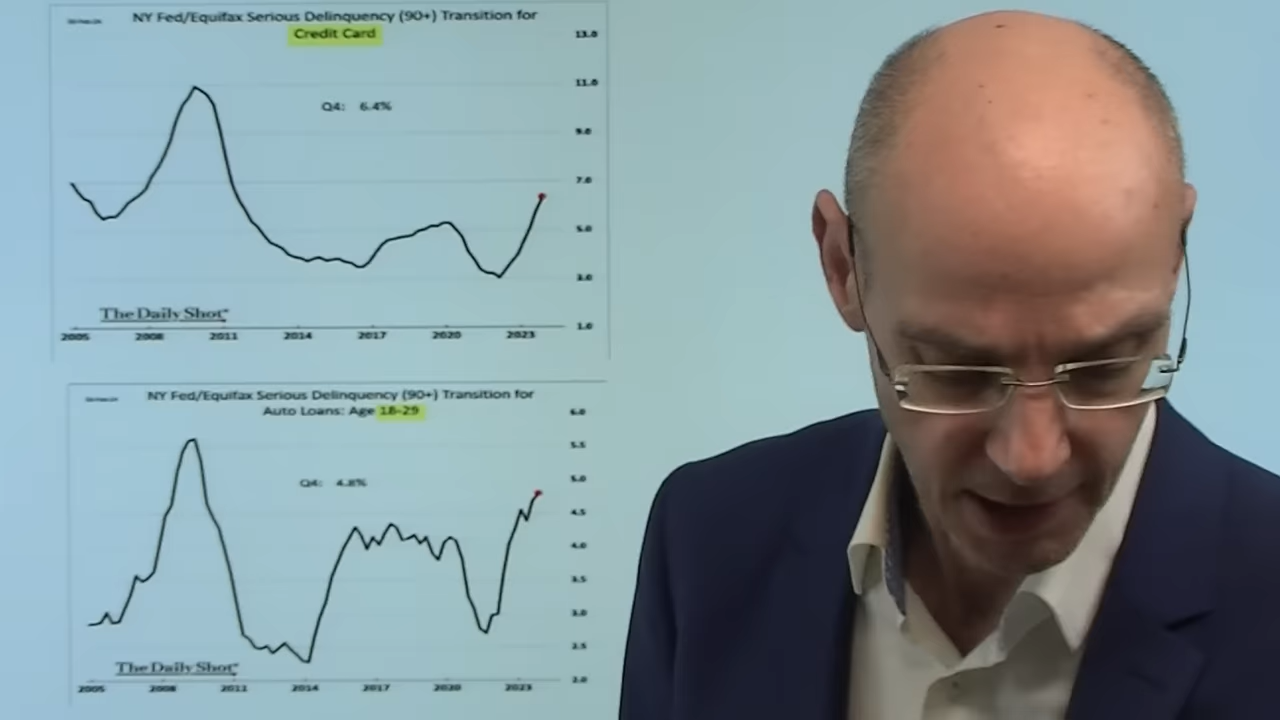 NY Fed/Equifax Serious Delinquency (90+) Transition for
Credit Card
13.0
11.0
Q4: 6.4%
9.0
7.0
5.0
3.0
The Daily Shot
1.0
2005 2008 2011 2014 2017 2020 2023
NY Fed/Equifax Serious Delinquency (90+) Transition for
Auto Loans: Age 18-29
6.0
5.5
Q4: 4.8%
5.0
4.5
4.0
3.5
3.0
2.5
The Daily Shot
2.0
2005 2008 2011 2014 2017 2020 2023